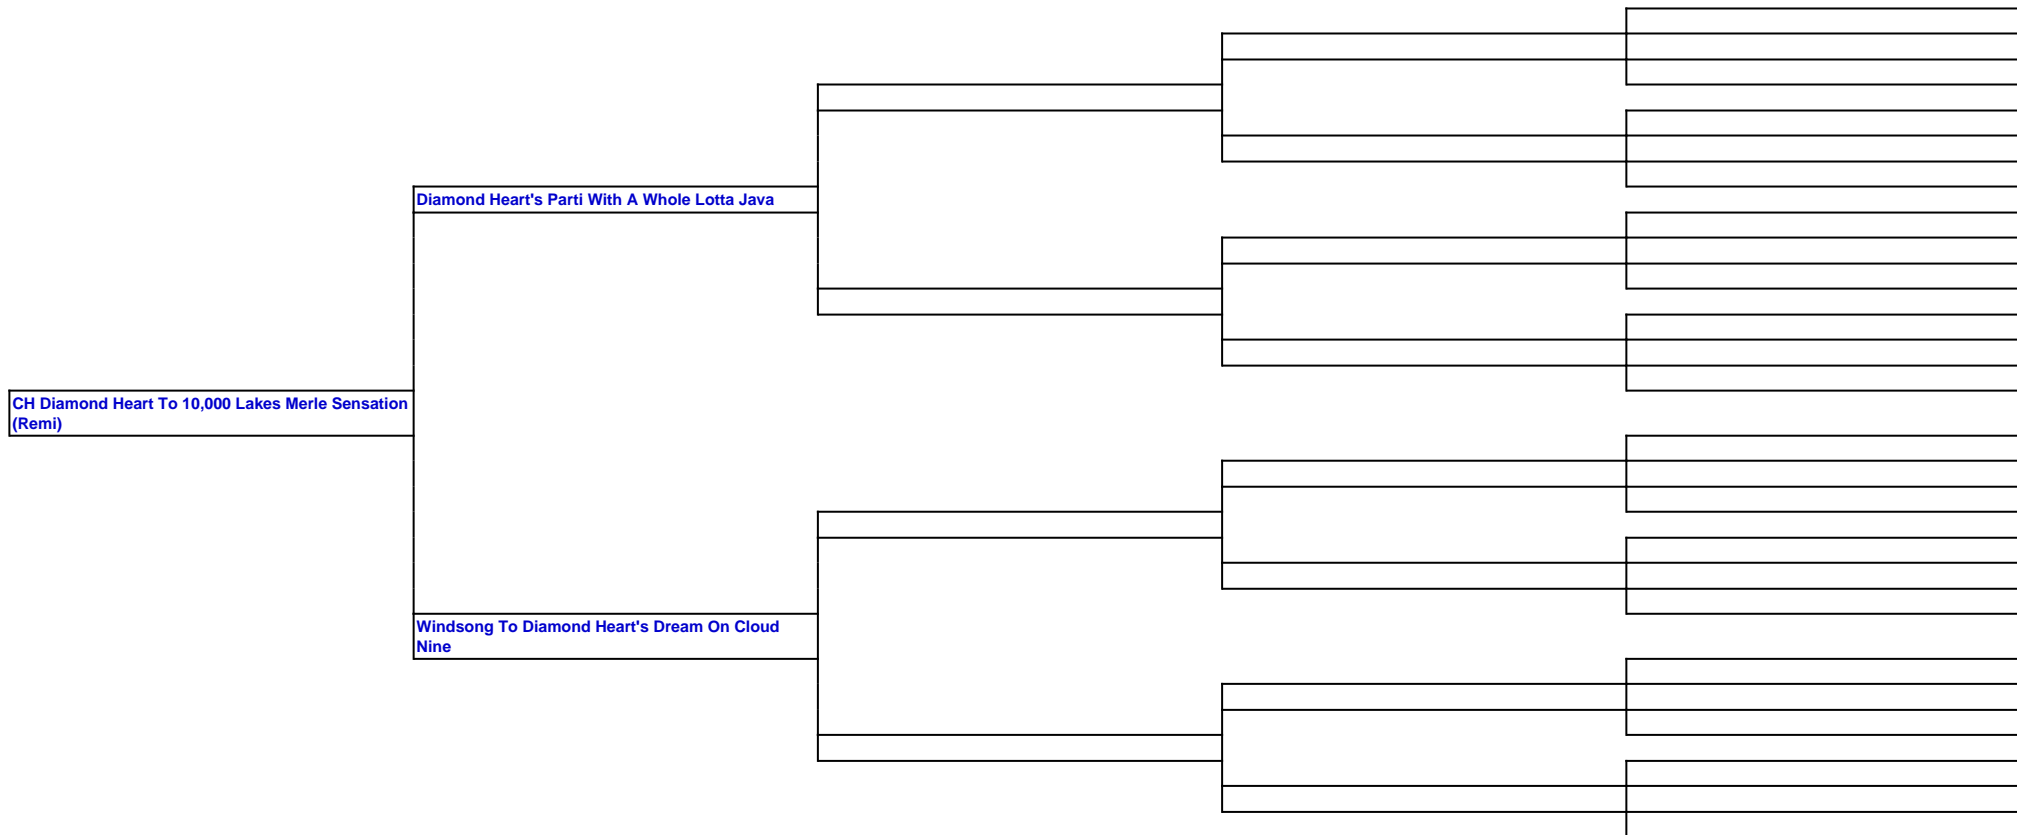 Diamond Heart's Parti With A Whole Lotta Java
CH Diamond Heart To 10,000 Lakes Merle Sensation
(Remi)
Windsong To Diamond Heart's Dream On Cloud
Nine